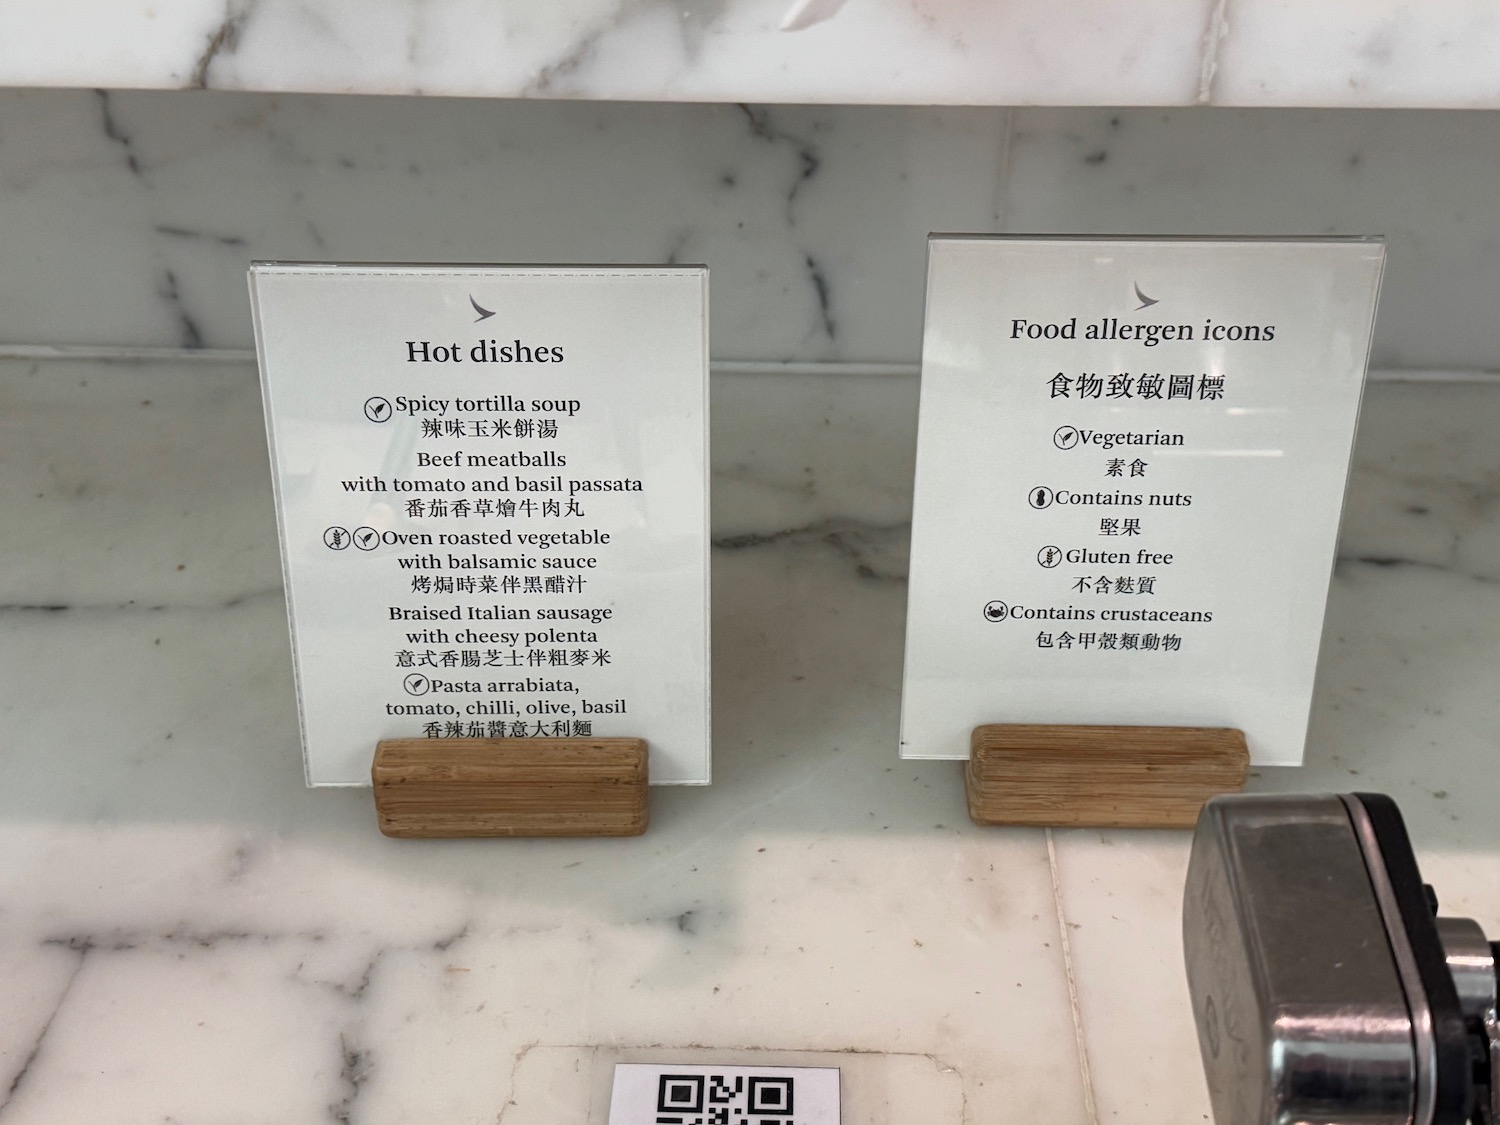 Hot dishes
Spicy tortilla soup
辣味玉米餅湯
Beef meatballs
with tomato and basil passata
番茄香草燴牛肉丸
Oven roasted vegetable
with balsamic sauce
烤焗時菜伴黑醋汁
Braised Italian sausage
with cheesy polenta
意式香腸芝士伴粗麥米
Pasta arrabiata,
tomato, chilli, olive, basil
香辣茄醬意大利麵
Food allergen icons
食物致敏圖標
Vegetarian
素食
Contains nuts
堅果
Gluten free
不含麩質
Contains crustaceans
包含甲殼類動物